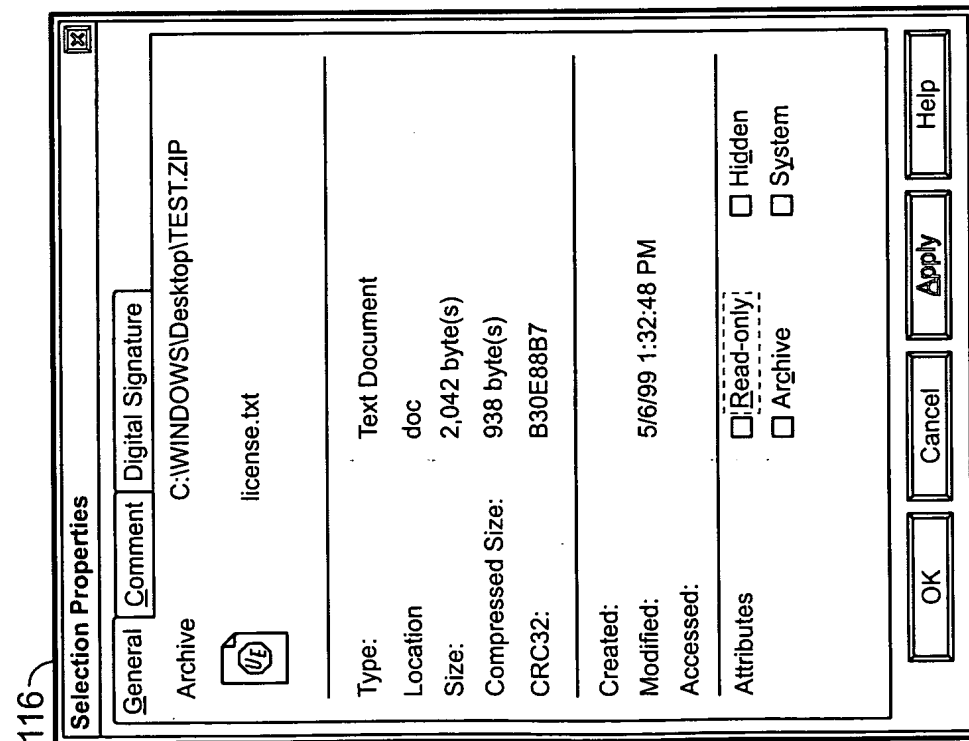 116
Selection Properties
General Comment Digital Signature
Archive C:\WINDOWS\Desktop\TEST.ZIP
UE license.txt
Type: Text Document
Location doc
Size: 2,042 byte(s)
Compressed Size: 938 byte(s)
CRC32: B30E88B7
Created:
Modified: 5/6/99 1:32:48 PM
Accessed:
Attributes Read-only Hidden
Archive System
OK Cancel Apply Help